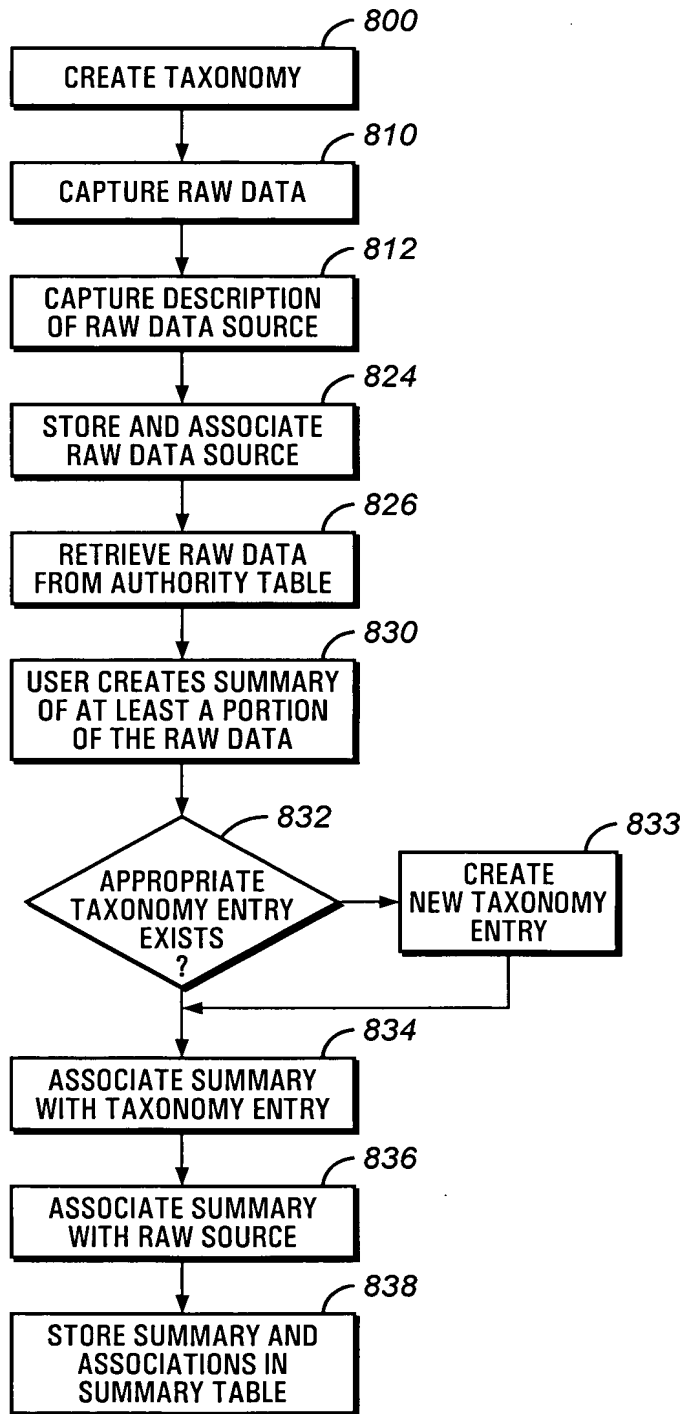 800
CREATE TAXONOMY
810
CAPTURE RAW DATA
812
CAPTURE DESCRIPTION
OF RAW DATA SOURCE
824
STORE AND ASSOCIATE
RAW DATA SOURCE
826
RETRIEVE RAW DATA
FROM AUTHORITY TABLE
830
USER CREATES SUMMARY
OF AT LEAST A PORTION
OF THE RAW DATA
832
APPROPRIATE
TAXONOMY ENTRY
EXISTS
?
833
CREATE
NEW TAXONOMY
ENTRY
834
ASSOCIATE SUMMARY
WITH TAXONOMY ENTRY
836
ASSOCIATE SUMMARY
WITH RAW SOURCE
838
STORE SUMMARY AND
ASSOCIATIONS IN
SUMMARY TABLE